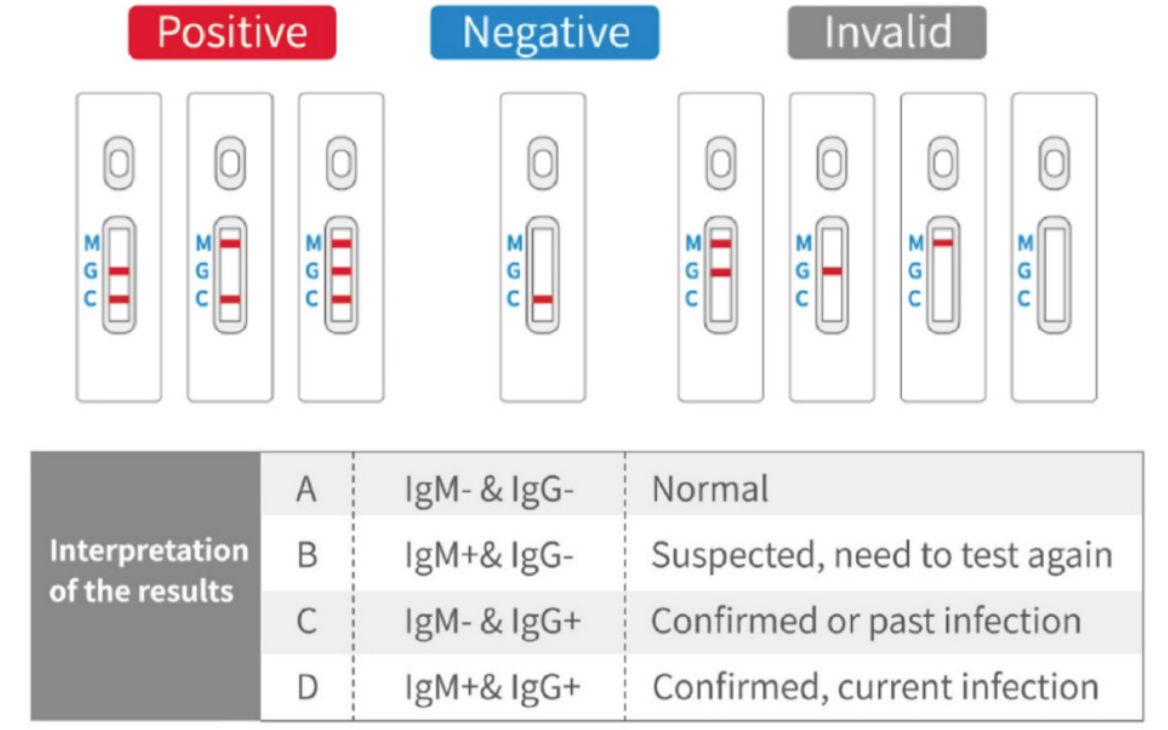 Positive Negative Invalid
M M M M M M M M
G G G G G G G G
C C C C C C C C
A IgM- & IgG- Normal
Interpretation of the results
B IgM+& IgG- Suspected, need to test again
C IgM- & IgG+ Confirmed or past infection
D IgM+& IgG+ Confirmed, current infection